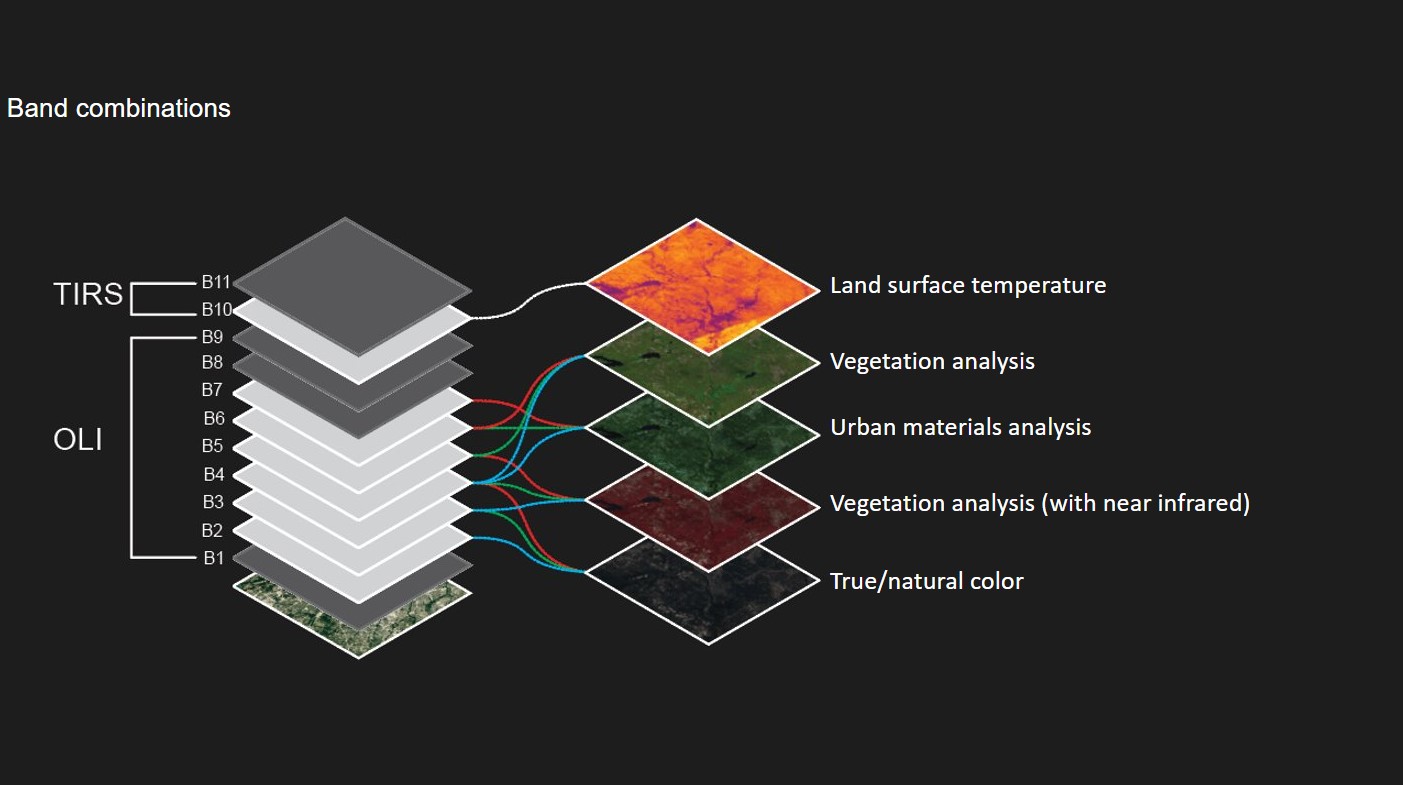 Band combinations
TIRS
B11
B10
OLI
B9
B8
B7
B6
B5
B4
B3
B2
B1
Land surface temperature
Vegetation analysis
Urban materials analysis
Vegetation analysis (with near infrared)
True/natural color